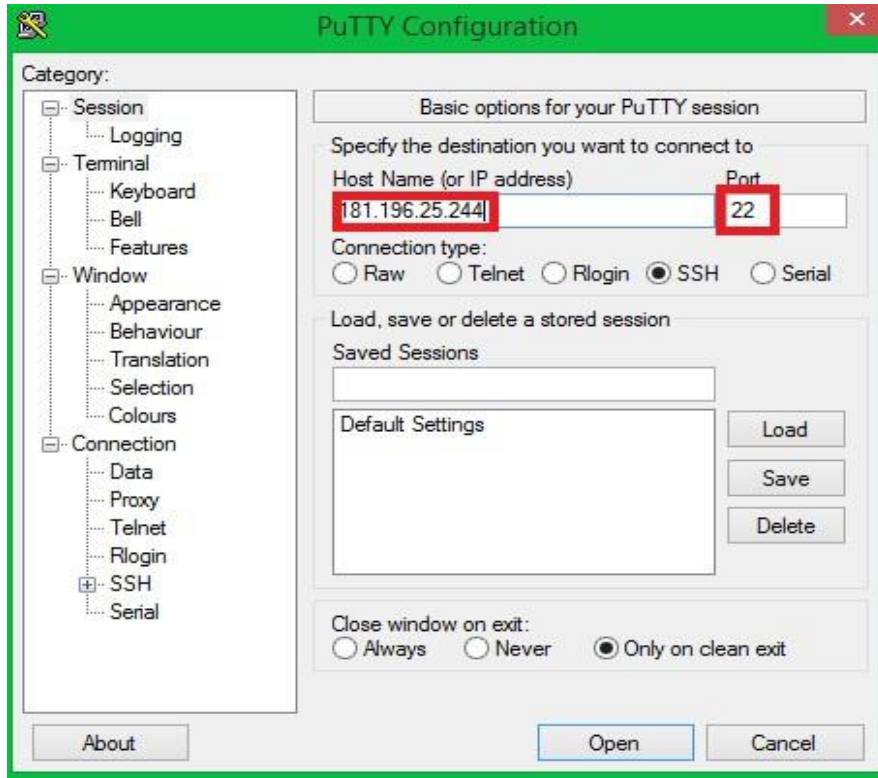 PuTTY Configuration
Category:
Session
Logging
Terminal
Keyboard
Bell
Features
Window
Appearance
Behaviour
Translation
Selection
Colours
Connection
Data
Proxy
Telnet
Rlogin
SSH
Serial
Basic options for your PuTTY session
Specify the destination you want to connect to
Host Name (or IP address) Port
181.196.25.244 22
Connection type:
Raw Telnet Rlogin SSH Serial
Load, save or delete a stored session
Saved Sessions
Default Settings
Load
Save
Delete
Close window on exit:
Always Never Only on clean exit
About Open Cancel